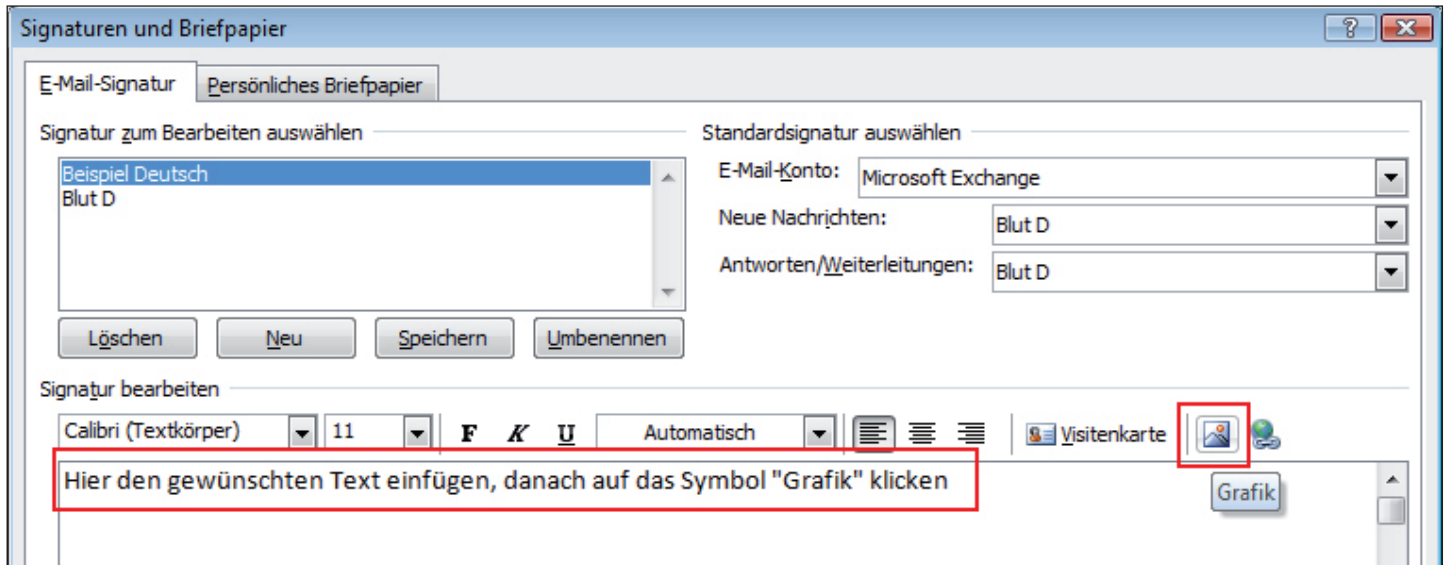 Signaturen und Briefpapier
E-Mail-Signatur
Persönliches Briefpapier
Signatur zum Bearbeiten auswählen
Beispiel Deutsch
Blut D
Löschen
Neu
Speichern
Umbenennen
Standardsignatur auswählen
E-Mail-Konto: Microsoft Exchange
Neue Nachrichten: Blut D
Antworten/Weiterleitungen: Blut D
Signatur bearbeiten
Calibri (Textkörper) 11 F K U Automatisch Visitenkarte
Hier den gewünschten Text einfügen, danach auf das Symbol "Grafik" klicken
Grafik